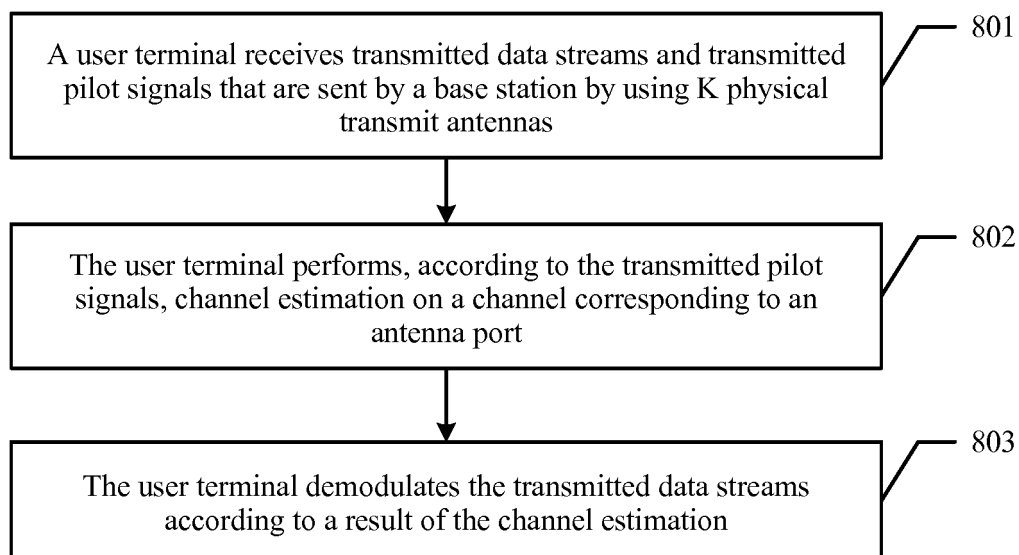 801
A user terminal receives transmitted data streams and transmitted
pilot signals that are sent by a base station by using K physical
transmit antennas
802
The user terminal performs, according to the transmitted pilot
signals, channel estimation on a channel corresponding to an
antenna port
803
The user terminal demodulates the transmitted data streams
according to a result of the channel estimation